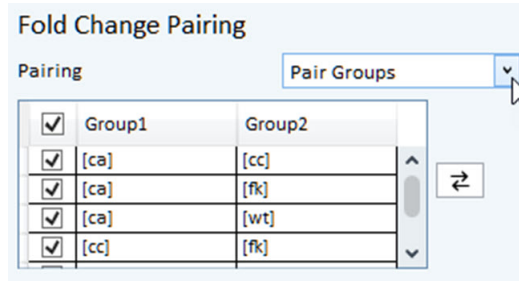 Fold Change Pairing
Pairing Pair Groups
Group1 Group2
[ca] [cc]
[ca] [fk]
[ca] [wt]
[cc] [fk]